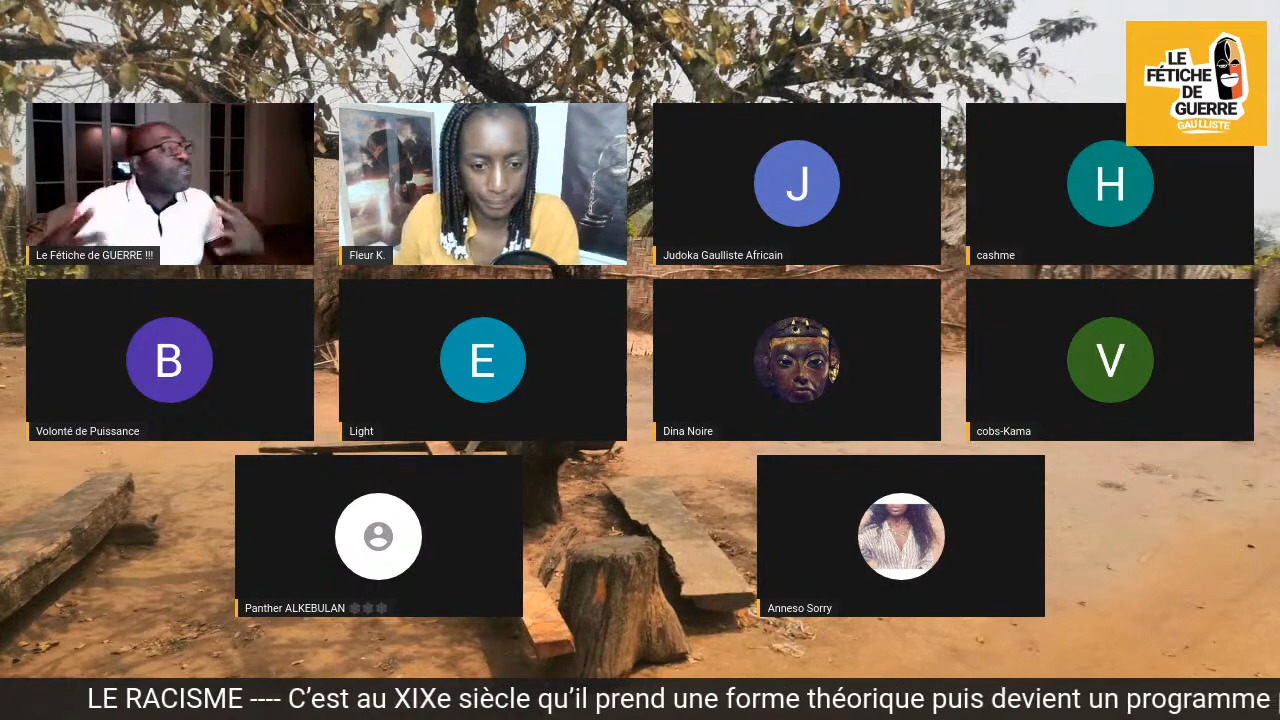 LE
FÉTICHE
DE
GUERRE
GAULLISTE
Le Fétiche de GUERRE !!!
Fleur K.
J
Judoka Gaulliste Africain
H
cashme
B
Volonté de Puissance
E
Light
Dina Noire
V
cobs-Kama
Panther ALKEBULAN
Anneso Sorry
LE RACISME ---- C’est au XIXe siècle qu’il prend une forme théorique puis devient un programme